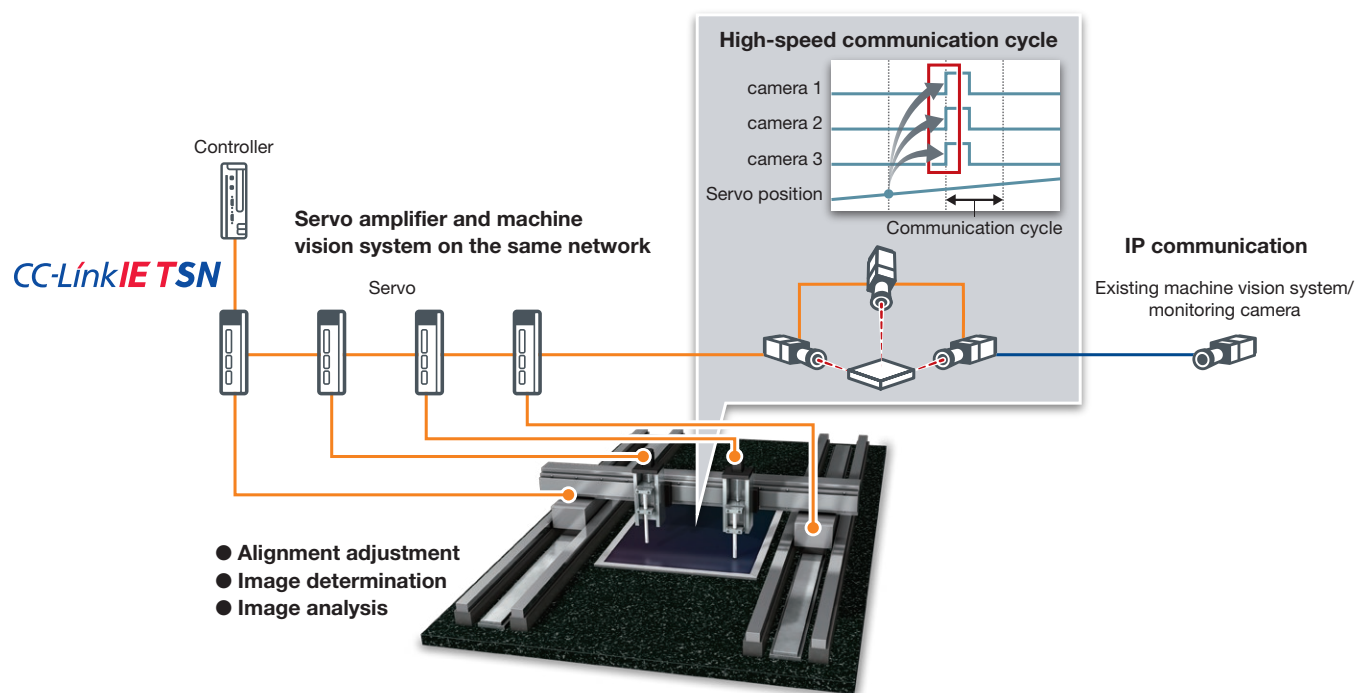 High-speed communication cycle
camera 1
camera 2
camera 3
Servo position
Communication cycle
Controller
Servo amplifier and machine
vision system on the same network
CC-Link IE TSN
Servo
IP communication
Existing machine vision system/
monitoring camera
● Alignment adjustment
● Image determination
● Image analysis